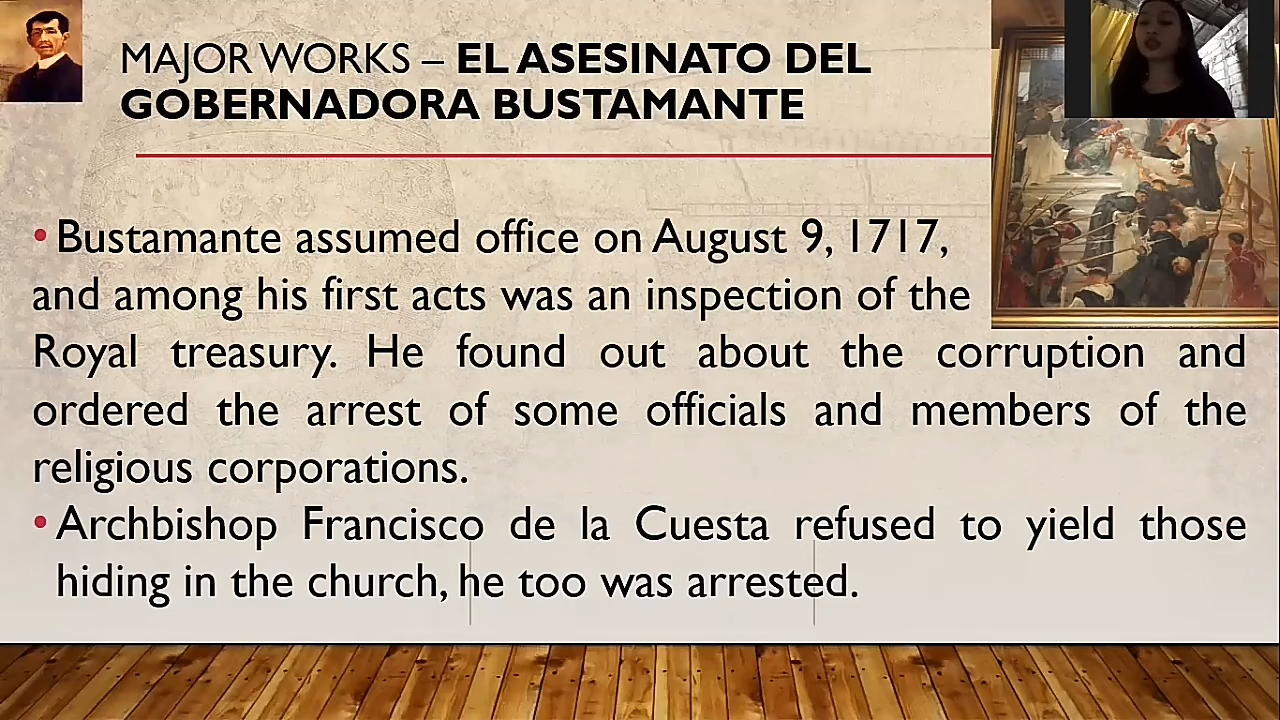 MAJOR WORKS – EL ASESINATO DEL
GOBERNADORA BUSTAMANTE
• Bustamante assumed office on August 9, 1717,
and among his first acts was an inspection of the
Royal treasury. He found out about the corruption and
ordered the arrest of some officials and members of the
religious corporations.
• Archbishop Francisco de la Cuesta refused to yield those
hiding in the church, he too was arrested.